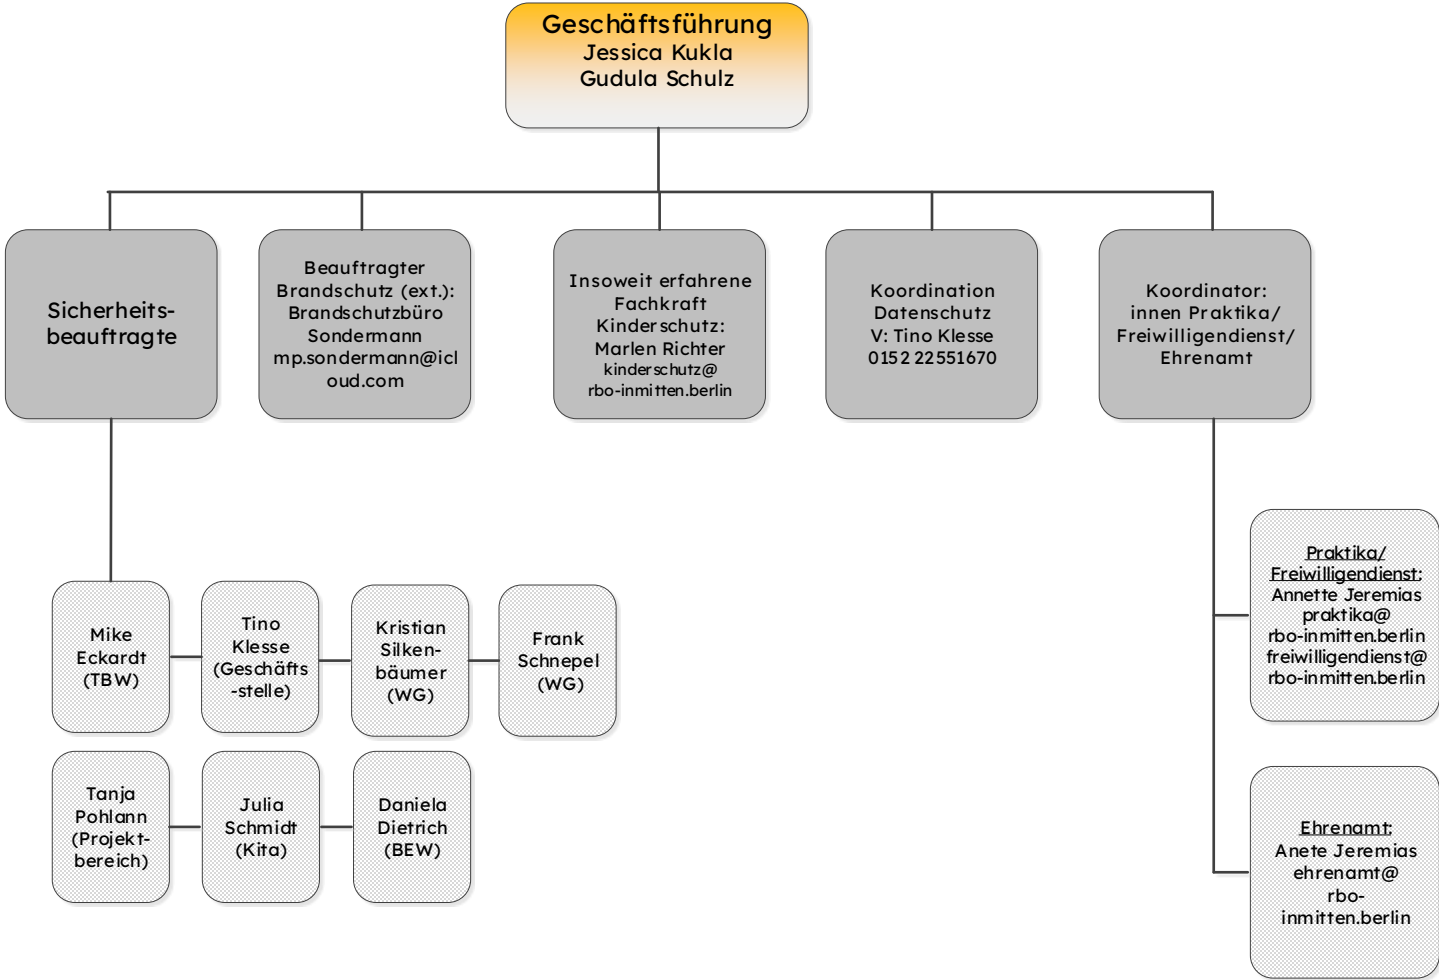 Geschäftsführung
Jessica Kukla
Gudula Schulz
Sicherheits-
beauftragte
Beauftragter
Brandschutz (ext.):
Brandschutzbüro
Sondermann
mp.sondermann@icl
oud.com
Insoweit erfahrene
Fachkraft
Kinderschutz:
Marlen Richter
kinderschutz@
rbo-inmitten.berlin
Koordination
Datenschutz
V: Tino Klesse
0152 22551670
Koordinator:
innen Praktika/
Freiwilligendienst/
Ehrenamt
Mike
Eckardt
(TBW)
Tino
Klesse
(Geschäfts
-stelle)
Kristian
Silken-
bäumer
(WG)
Frank
Schnepel
(WG)
Tanja
Pohlann
(Projekt-
bereich)
Julia
Schmidt
(Kita)
Daniela
Dietrich
(BEW)
Praktika/
Freiwilligendienst:
Annette Jeremias
praktika@
rbo-inmitten.berlin
freiwilligendienst@
rbo-inmitten.berlin
Ehrenamt:
Anete Jeremias
ehrenamt@
rbo-
inmitten.berlin